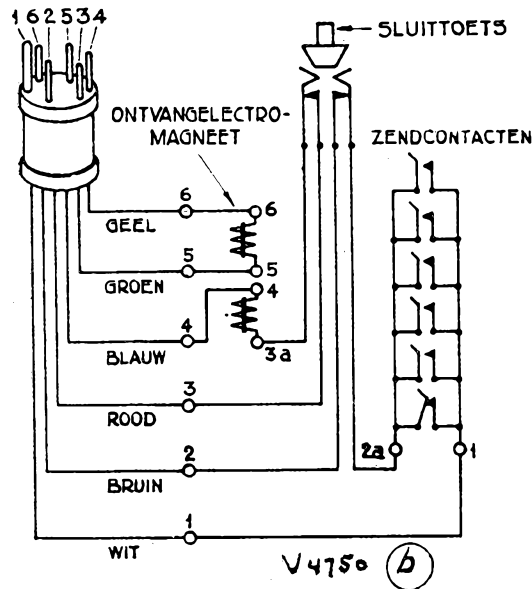 1 6 2 5 3 4
SLUITTOETS
ONTVANGELECTRO-
MAGNEET
ZENDCONTACTEN
6
6
GEEL
5
5
GROEN
4
4
BLAUW
3a
3
ROOD
2
2a
1
BRUIN
1
WIT
V4750 b